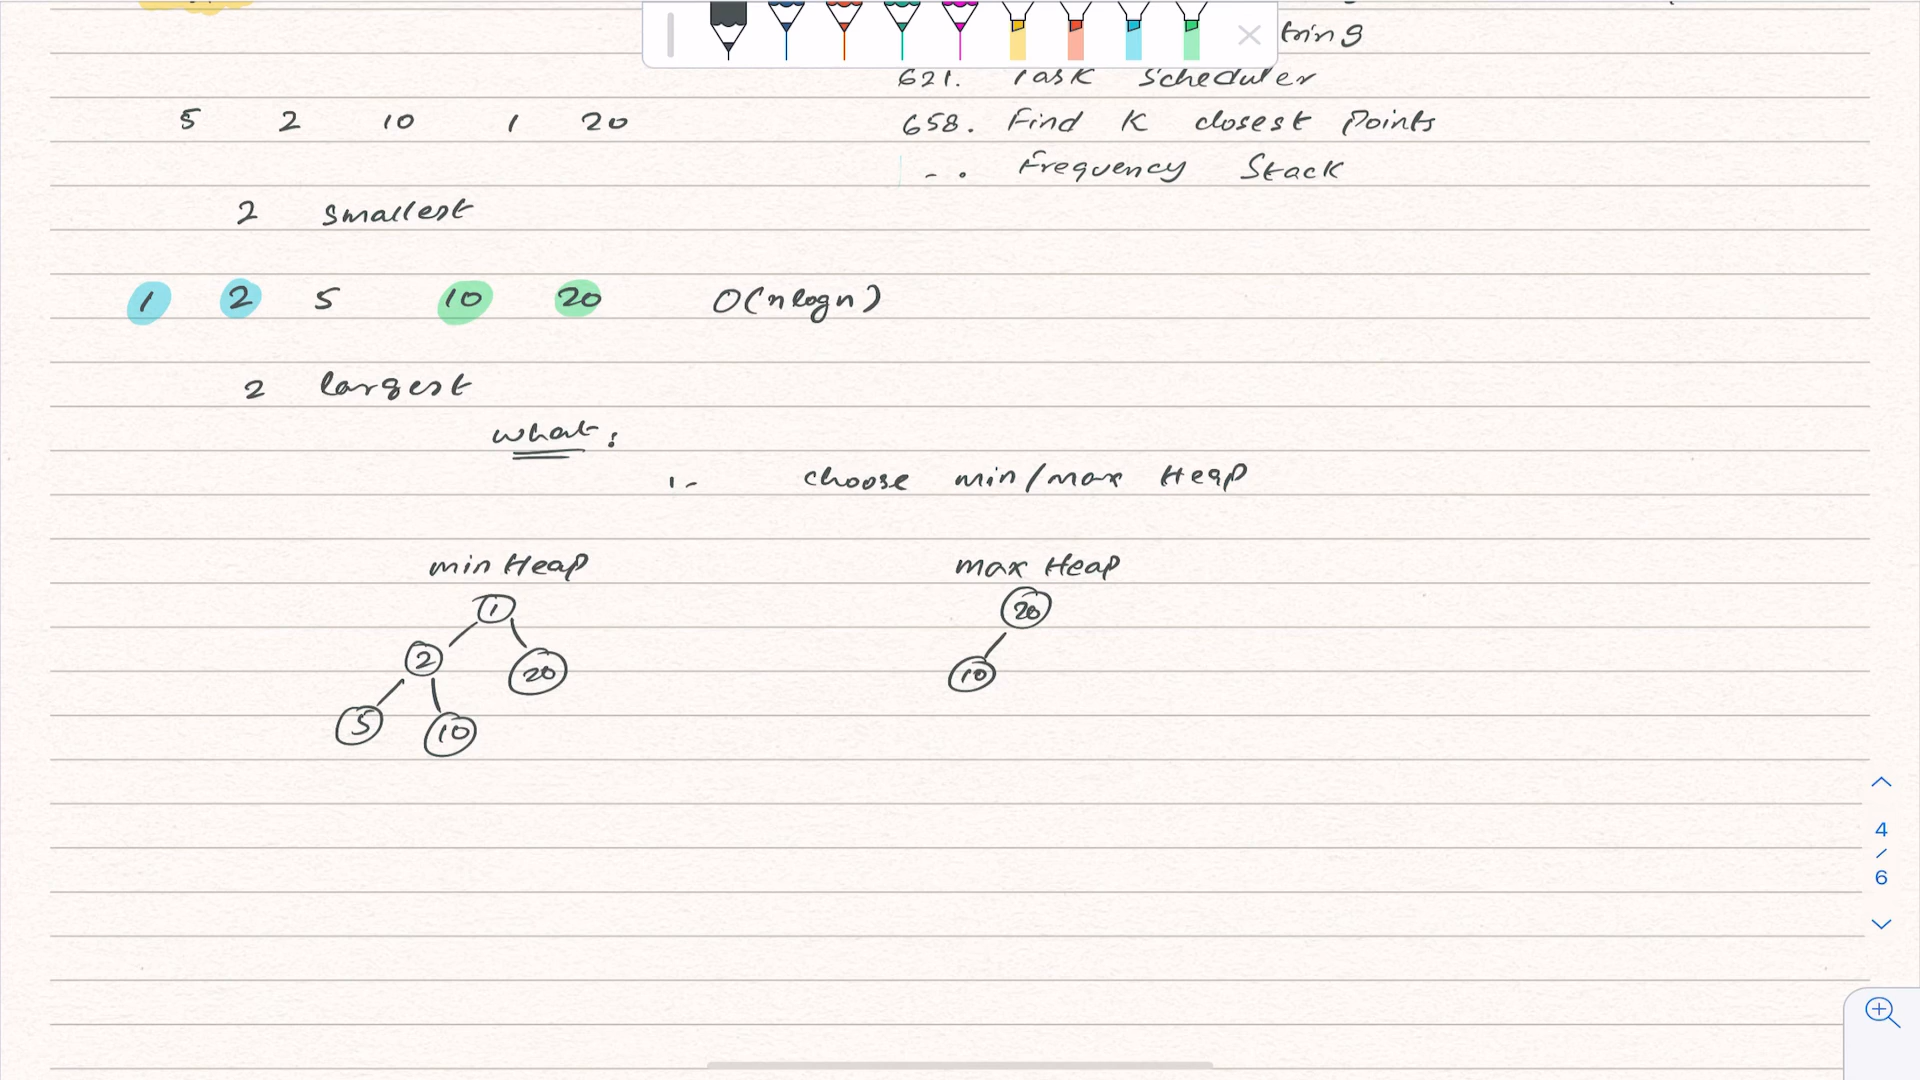 tring
621. Task Scheduler
5 2 10 1 20
658. Find K closest Points
-. Frequency Stack
2 smallest
1 2 5 10 20 O(nlogn)
2 largest
what:
1- choose min/max Heap
min Heap
max Heap
1
20
2
20
10
5
10
4
/
6